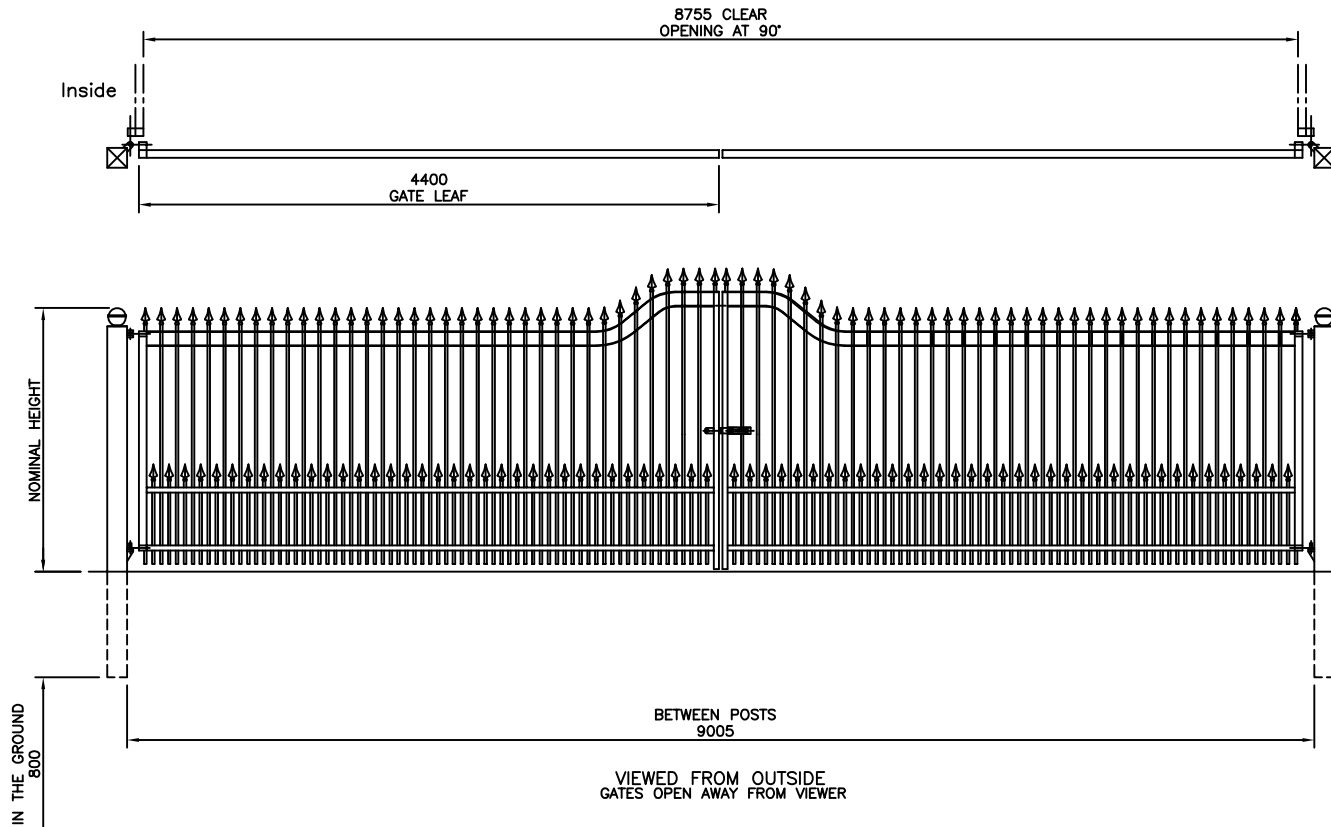 8755 CLEAR
OPENING AT 90°
Inside
4400
GATE LEAF
NOMINAL HEIGHT
IN THE GROUND
800
BETWEEN POSTS
9005
VIEWED FROM OUTSIDE
GATES OPEN AWAY FROM VIEWER